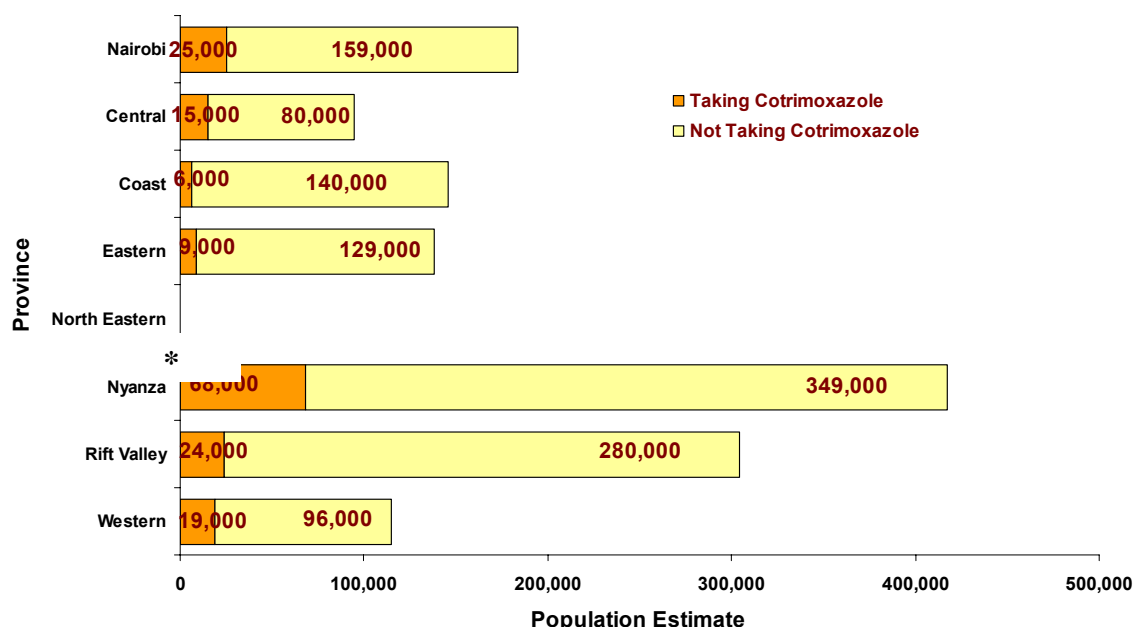 Nairobi
25,000
159,000
Taking Cotrimoxazole
Central
15,000
80,000
Not Taking Cotrimoxazole
Coast
6,000
140,000
Eastern
9,000
129,000
Province
North Eastern
*
Nyanza
68,000
349,000
Rift Valley
24,000
280,000
Western
19,000
96,000
0
100,000
200,000
300,000
400,000
500,000
Population Estimate